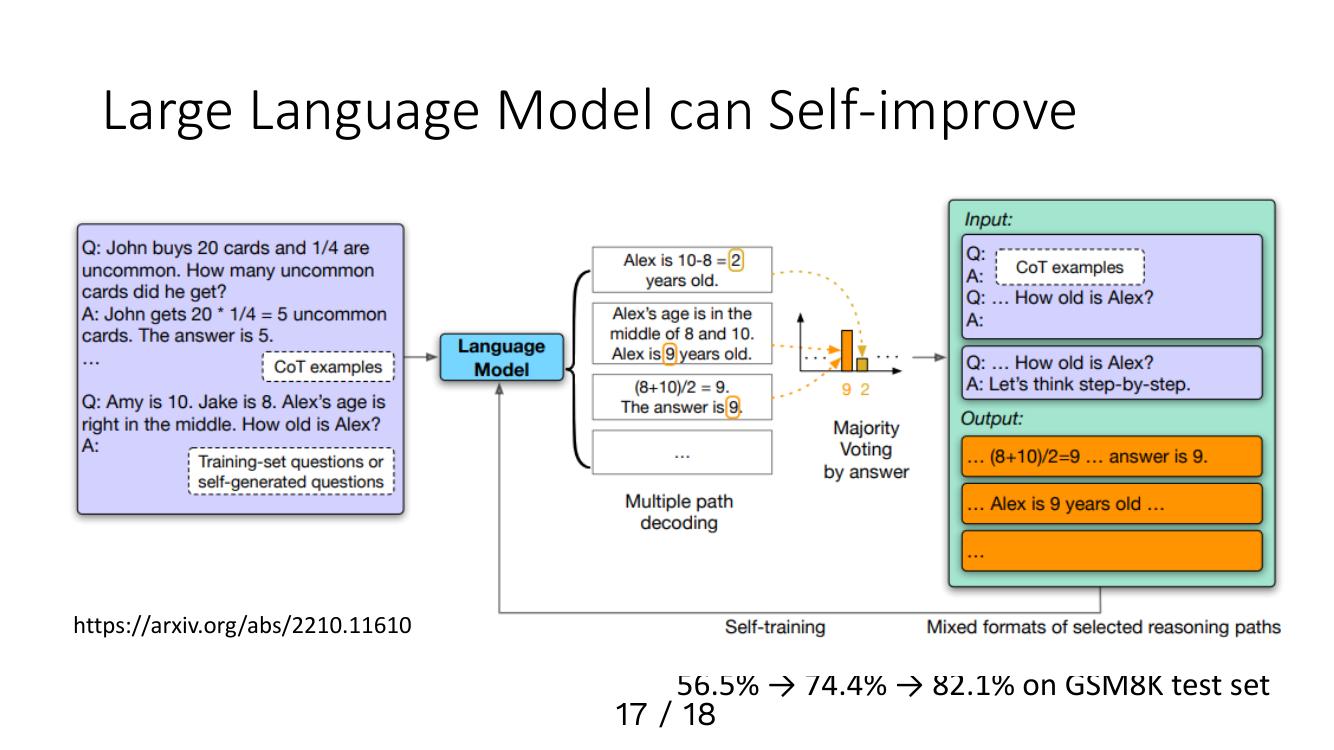 Large Language Model can Self-improve
Q: John buys 20 cards and 1/4 are
uncommon. How many uncommon
cards did he get?
A: John gets 20 * 1/4 = 5 uncommon
cards. The answer is 5.
...
CoT examples
Q: Amy is 10. Jake is 8. Alex's age is
right in the middle. How old is Alex?
A:
Training-set questions or
self-generated questions
Language
Model
Alex is 10-8 = 2
years old.
Alex's age is in the
middle of 8 and 10.
Alex is 9 years old.
(8+10)/2 = 9.
The answer is 9.
...
Multiple path
decoding
... ...
9 2
Majority
Voting
by answer
Input:
Q:
CoT examples
A:
Q: ... How old is Alex?
A:
Q: ... How old is Alex?
A: Let's think step-by-step.
Output:
... (8+10)/2=9 ... answer is 9.
... Alex is 9 years old ...
...
https://arxiv.org/abs/2210.11610
Self-training
Mixed formats of selected reasoning paths
56.5% → 74.4% → 82.1% on GSM8K test set
17 / 18